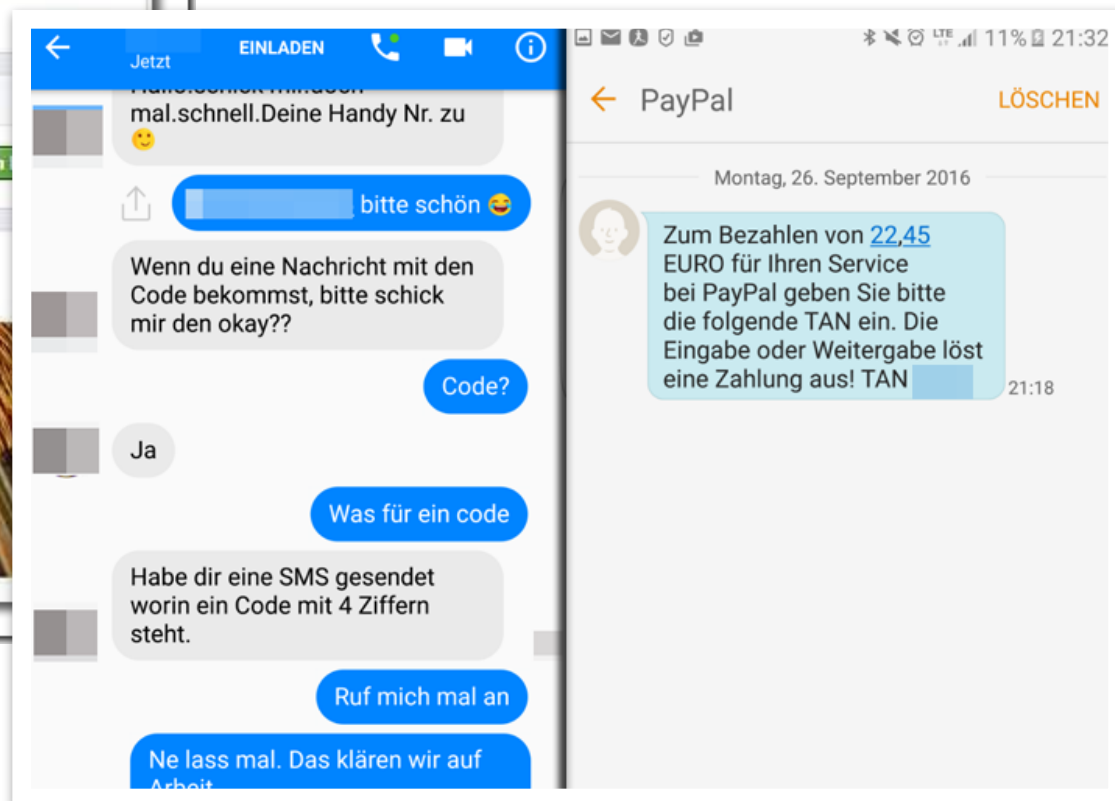 Jetzt
EINLADEN
mal.schnell.Deine Handy Nr. zu
🙂
bitte schön 😂
Wenn du eine Nachricht mit den
Code bekommst, bitte schick
mir den okay??
Code?
Ja
Was für ein code
Habe dir eine SMS gesendet
worin ein Code mit 4 Ziffern
steht.
Ruf mich mal an
Ne lass mal. Das klären wir auf
Arbeit
LTE 11% 21:32
PayPal
LÖSCHEN
Montag, 26. September 2016
Zum Bezahlen von 22,45
EURO für Ihren Service
bei PayPal geben Sie bitte
die folgende TAN ein. Die
Eingabe oder Weitergabe löst
eine Zahlung aus! TAN
21:18